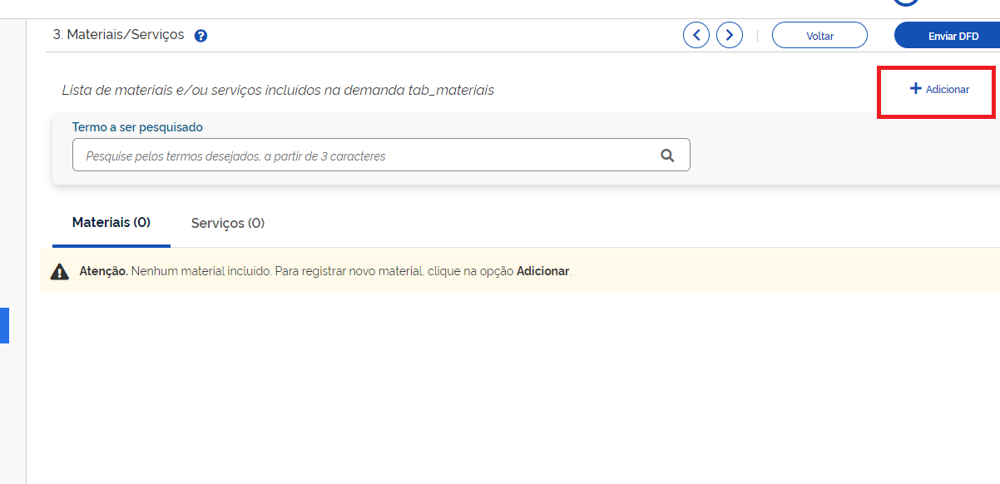 3. Materiais/Serviços
Voltar
Enviar DFD
Lista de materiais e/ou serviços incluídos na demanda tab_materiais
Adicionar
Termo a ser pesquisado
Pesquise pelos termos desejados, a partir de 3 caracteres
Materiais (0)
Serviços (0)
Atenção. Nenhum material incluído. Para registrar novo material, clique na opção Adicionar.